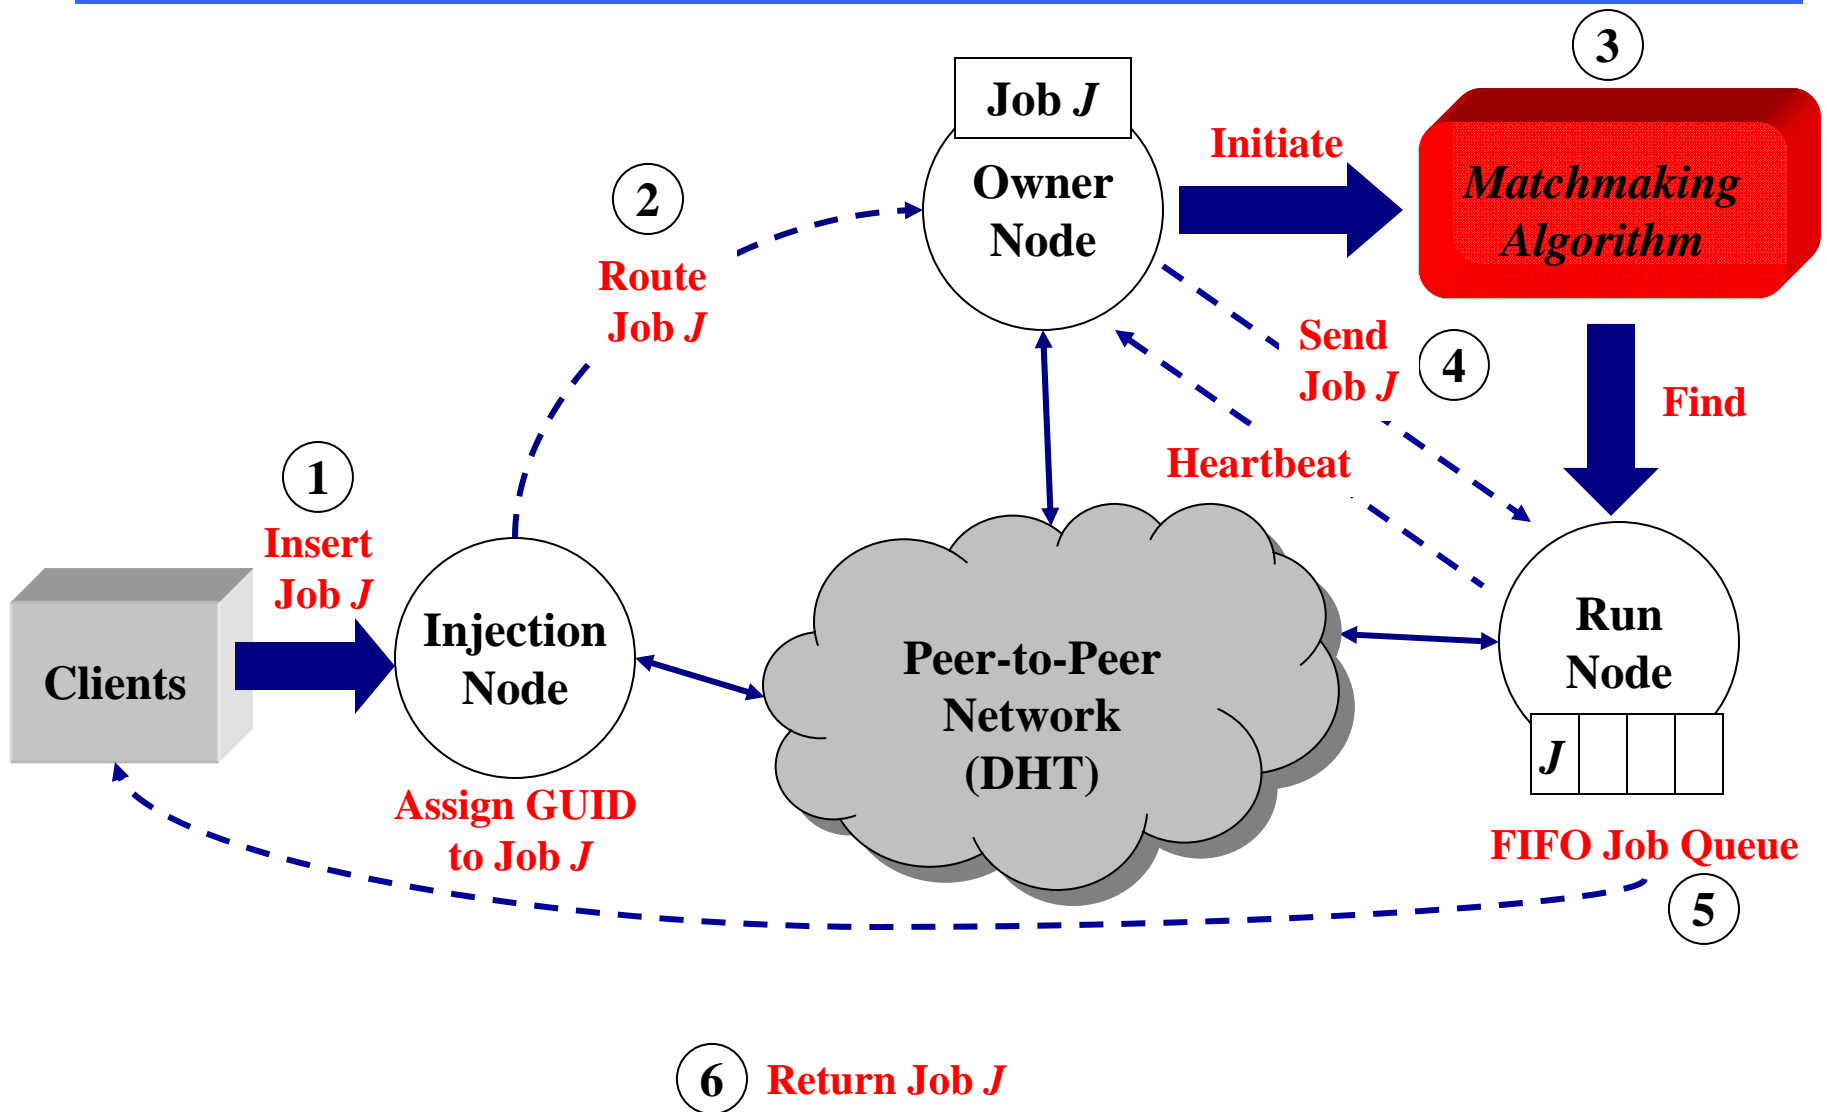 3
Job J
Initiate
Owner
Node
Matchmaking
Algorithm
2
Route
Job J
Send
Job J
4
Find
Heartbeat
1
Insert
Job J
Clients
Injection
Node
Assign GUID
to Job J
Peer-to-Peer
Network
(DHT)
Run
Node
J
FIFO Job Queue
5
6 Return Job J